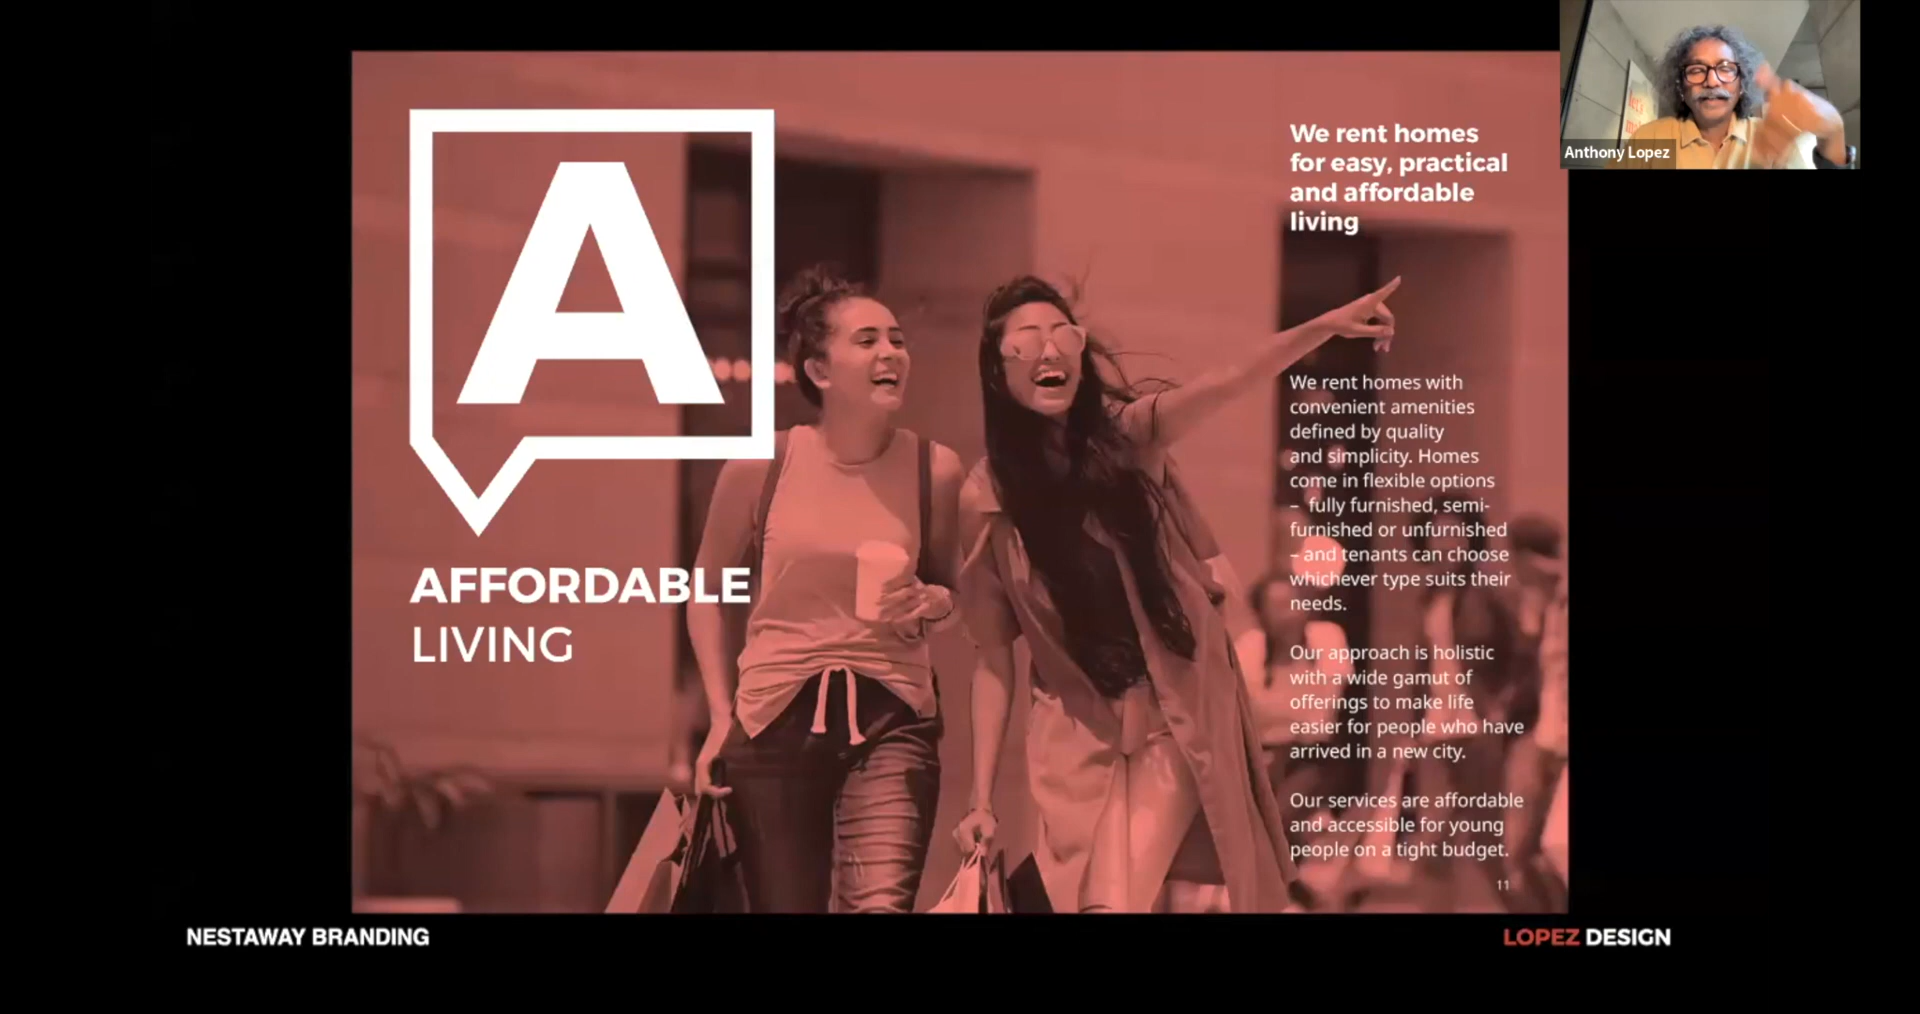 A
AFFORDABLE
LIVING
We rent homes
for easy, practical
and affordable
living
We rent homes with
convenient amenities
defined by quality
and simplicity. Homes
come in flexible options
– fully furnished, semi-
furnished or unfurnished
– and tenants can choose
whichever type suits their
needs.
Our approach is holistic
with a wide gamut of
offerings to make life
easier for people who have
arrived in a new city.
Our services are affordable
and accessible for young
people on a tight budget.
11
Anthony Lopez
NESTAWAY BRANDING
LOPEZ DESIGN